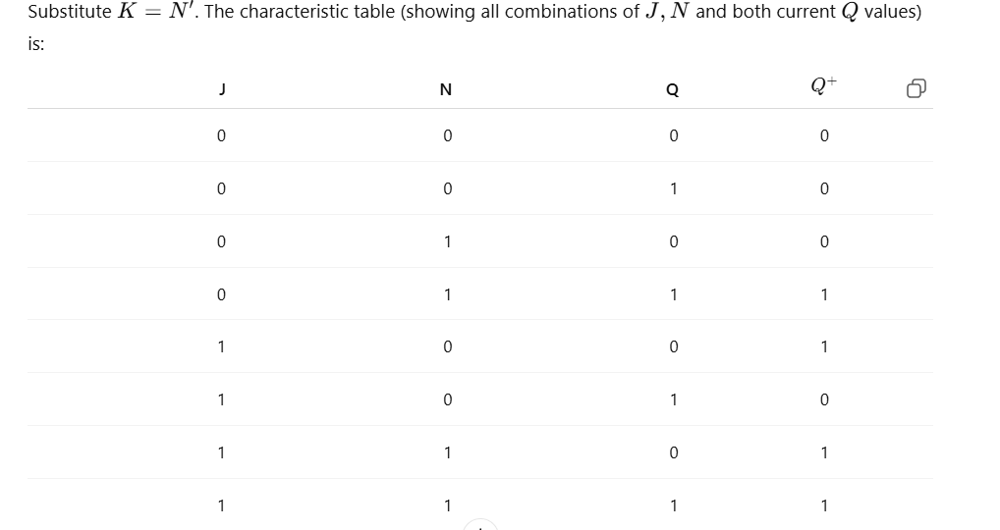 Substitute K = N′. The characteristic table (showing all combinations of J, N and both current Q values)
is:
J N Q Q⁺
0 0 0 0
0 0 1 0
0 1 0 0
0 1 1 1
1 0 0 1
1 0 1 0
1 1 0 1
1 1 1 1